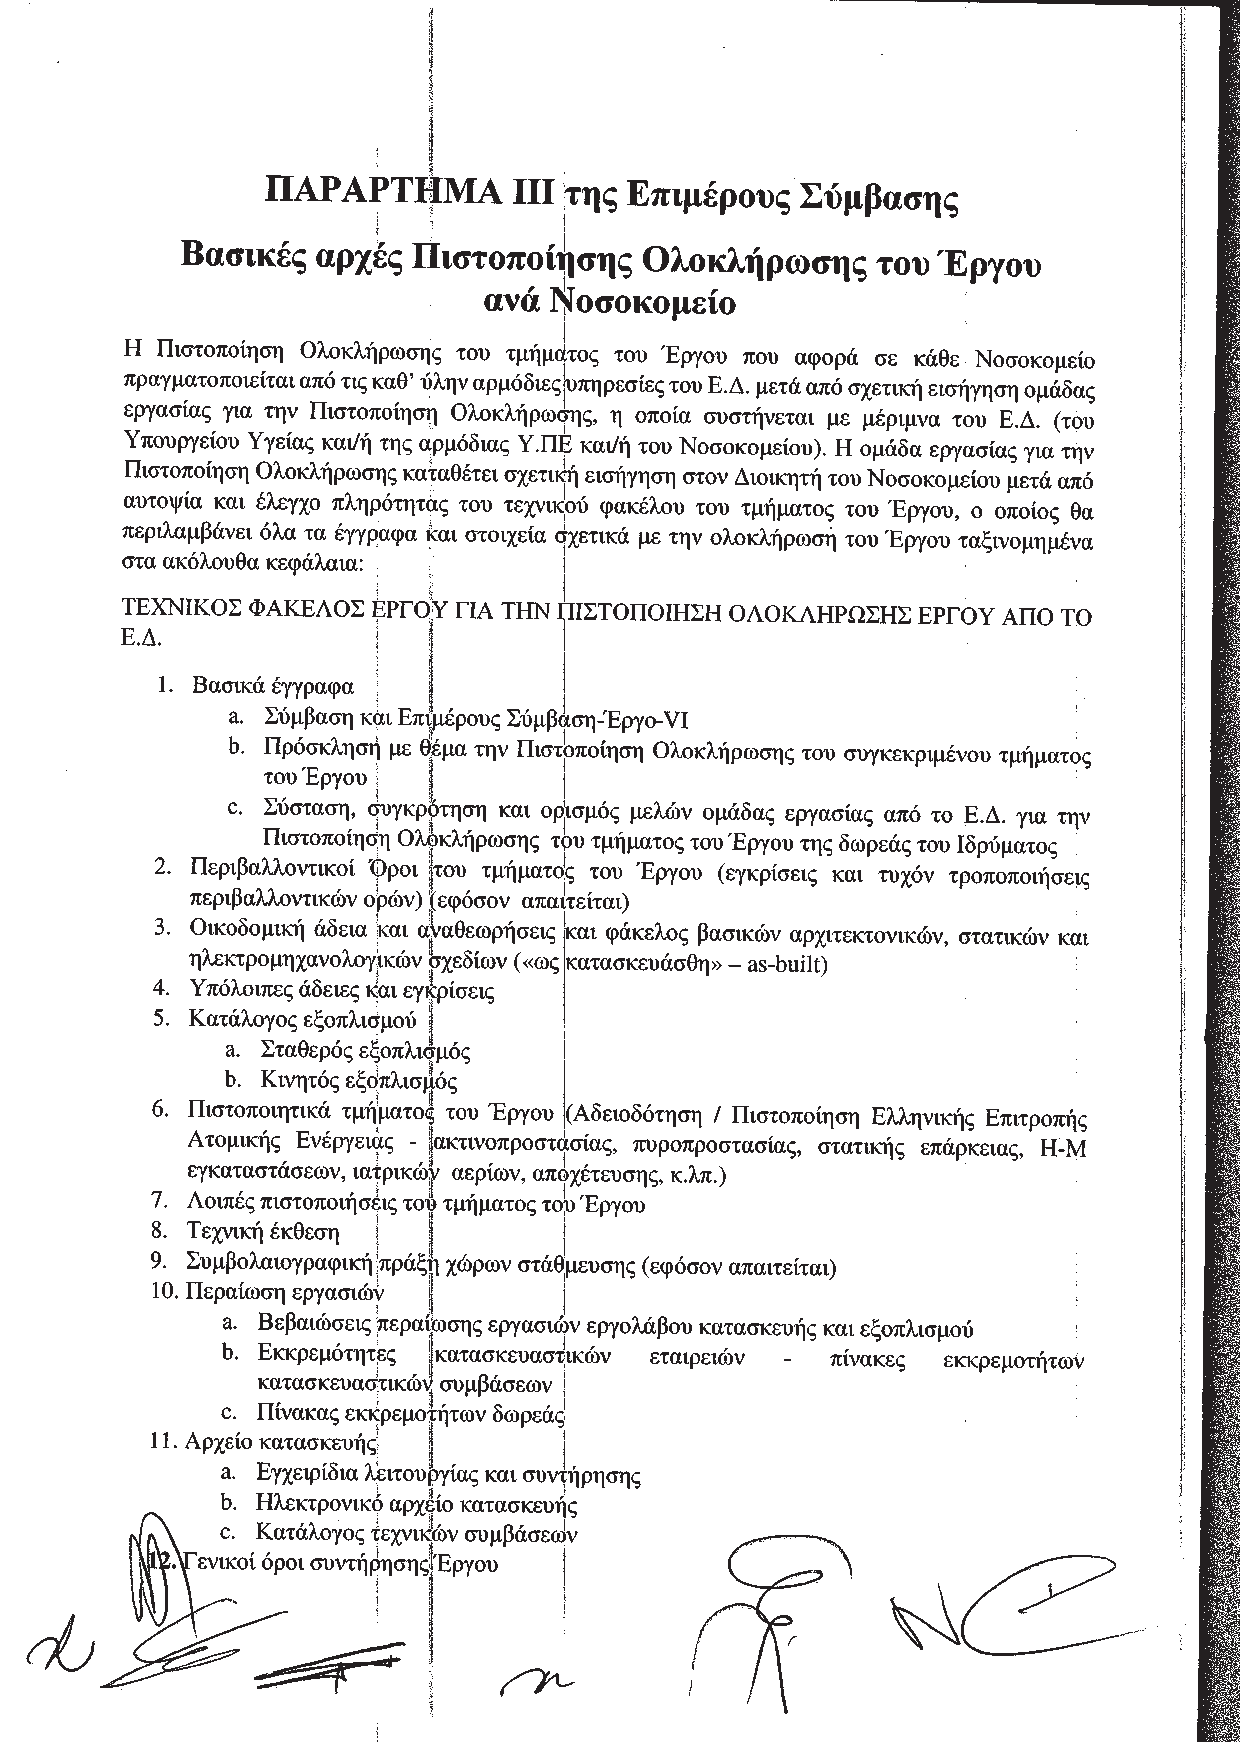 ΠΑΡΑΡΤΗΜΑ ΙΙΙ της Επιμέρους Σύμβασης
Βασικές αρχές Πιστοποίησης Ολοκλήρωσης του Έργου
ανά Νοσοκομείο
Η Πιστοποίηση Ολοκλήρωσης του τμήματος του Έργου που αφορά σε κάθε Νοσοκομείο
πραγματοποιείται από τις καθ’ ύλην αρμόδιες υπηρεσίες του Ε.Δ. μετά από σχετική εισήγηση ομάδας
εργασίας για την Πιστοποίηση Ολοκλήρωσης, η οποία συστήνεται με μέριμνα του Ε.Δ. (του
Υπουργείου Υγείας και/ή της αρμόδιας Υ.ΠΕ και/ή του Νοσοκομείου). Η ομάδα εργασίας για την
Πιστοποίηση Ολοκλήρωσης καταθέτει σχετική εισήγηση στον Διοικητή του Νοσοκομείου μετά από
αυτοψία και έλεγχο πληρότητας του τεχνικού φακέλου του τμήματος του Έργου, ο οποίος θα
περιλαμβάνει όλα τα έγγραφα και στοιχεία σχετικά με την ολοκλήρωση του Έργου ταξινομημένα
στα ακόλουθα κεφάλαια:
ΤΕΧΝΙΚΟΣ ΦΑΚΕΛΟΣ ΕΡΓΟΥ ΓΙΑ ΤΗΝ ΠΙΣΤΟΠΟΙΗΣΗ ΟΛΟΚΛΗΡΩΣΗΣ ΕΡΓΟΥ ΑΠΟ ΤΟ
Ε.Δ.
1. Βασικά έγγραφα
a. Σύμβαση και Επιμέρους Σύμβαση-Έργο-VI
b. Πρόσκληση με θέμα την Πιστοποίηση Ολοκλήρωσης του συγκεκριμένου τμήματος
του Έργου
c. Σύσταση, συγκρότηση και ορισμός μελών ομάδας εργασίας από το Ε.Δ. για την
Πιστοποίηση Ολοκλήρωσης του τμήματος του Έργου της δωρεάς του Ιδρύματος
2. Περιβαλλοντικοί Όροι του τμήματος του Έργου (εγκρίσεις και τυχόν τροποποιήσεις
περιβαλλοντικών ορών) (εφόσον απαιτείται)
3. Οικοδομική άδεια και αναθεωρήσεις και φάκελος βασικών αρχιτεκτονικών, στατικών και
ηλεκτρομηχανολογικών σχεδίων («ως κατασκευάσθη» – as-built)
4. Υπόλοιπες άδειες και εγκρίσεις
5. Κατάλογος εξοπλισμού
a. Σταθερός εξοπλισμός
b. Κινητός εξοπλισμός
6. Πιστοποιητικά τμήματος του Έργου (Αδειοδότηση / Πιστοποίηση Ελληνικής Επιτροπής
Ατομικής Ενέργειας - ακτινοπροστασίας, πυροπροστασίας, στατικής επάρκειας, Η-Μ
εγκαταστάσεων, ιατρικών αερίων, αποχέτευσης, κ.λπ.)
7. Λοιπές πιστοποιήσεις του τμήματος του Έργου
8. Τεχνική έκθεση
9. Συμβολαιογραφική πράξη χώρων στάθμευσης (εφόσον απαιτείται)
10. Περαίωση εργασιών
a. Βεβαιώσεις περαίωσης εργασιών εργολάβου κατασκευής και εξοπλισμού
b. Εκκρεμότητες κατασκευαστικών εταιρειών - πίνακες εκκρεμοτήτων
κατασκευαστικών συμβάσεων
c. Πίνακας εκκρεμοτήτων δωρεάς
11. Αρχείο κατασκευής
a. Εγχειρίδια λειτουργίας και συντήρησης
b. Ηλεκτρονικό αρχείο κατασκευής
c. Κατάλογος τεχνικών συμβάσεων
12. Γενικοί όροι συντήρησης Έργου